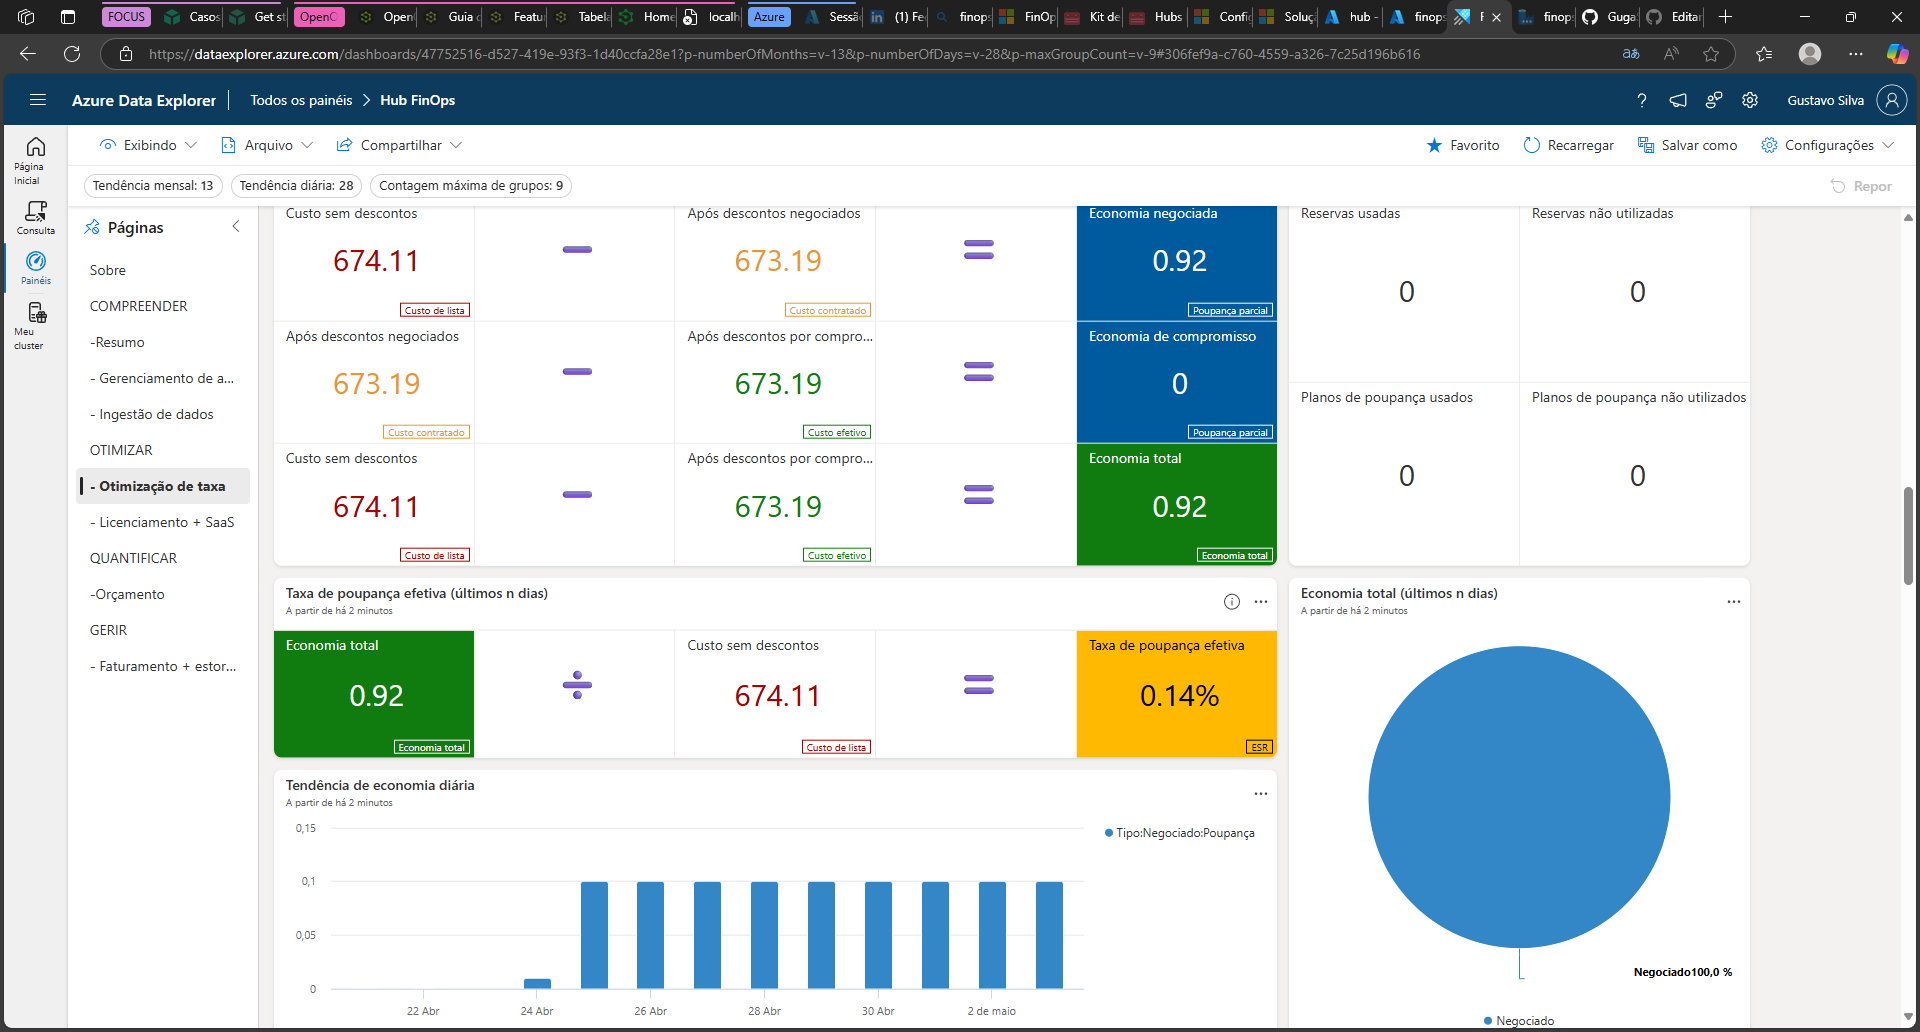 FOCUS
Casos
Get st
OpenC
Open
Guia c
Featur
Tabela
Home
localh
Azure
Sessã
(1) Fee
finops
FinOp
Kit de
Hubs
Config
Soluç
hub -
finops
F
finops
Guga
Editar
https://dataexplorer.azure.com/dashboards/47752516-d527-419e-93f3-1d40ccfa28e1?p-numberOfMonths=v-13&p-numberOfDays=v-28&p-maxGroupCount=v-9#306fef9a-c760-4559-a326-7c25d196b616
Azure Data Explorer
Todos os painéis > Hub FinOps
Gustavo Silva
Exibindo
Arquivo
Compartilhar
Favorito
Recarregar
Salvar como
Configurações
Tendência mensal: 13
Tendência diária: 28
Contagem máxima de grupos: 9
Repor
Página
Inicial
Consulta
Painéis
Meu
cluster
Páginas
Sobre
COMPREENDER
-Resumo
- Gerenciamento de a...
- Ingestão de dados
OTIMIZAR
- Otimização de taxa
- Licenciamento + SaaS
QUANTIFICAR
-Orçamento
GERIR
- Faturamento + estor...
Custo sem descontos
674.11
Custo de lista
Após descontos negociados
673.19
Custo contratado
Economia negociada
0.92
Poupança parcial
Após descontos negociados
673.19
Custo contratado
Após descontos por compro...
673.19
Custo efetivo
Economia de compromisso
0
Poupança parcial
Custo sem descontos
674.11
Custo de lista
Após descontos por compro...
673.19
Custo efetivo
Economia total
0.92
Economia total
Reservas usadas
0
Reservas não utilizadas
0
Planos de poupança usados
0
Planos de poupança não utilizados
0
Taxa de poupança efetiva (últimos n dias)
A partir de há 2 minutos
Economia total
0.92
Economia total
÷
Custo sem descontos
674.11
Custo de lista
=
Taxa de poupança efetiva
0.14%
ESR
Economia total (últimos n dias)
A partir de há 2 minutos
Negociado100,0 %
Negociado
Tendência de economia diária
A partir de há 2 minutos
0,15
0,1
0,05
0
22 Abr
24 Abr
26 Abr
28 Abr
30 Abr
2 de maio
Tipo:Negociado:Poupança